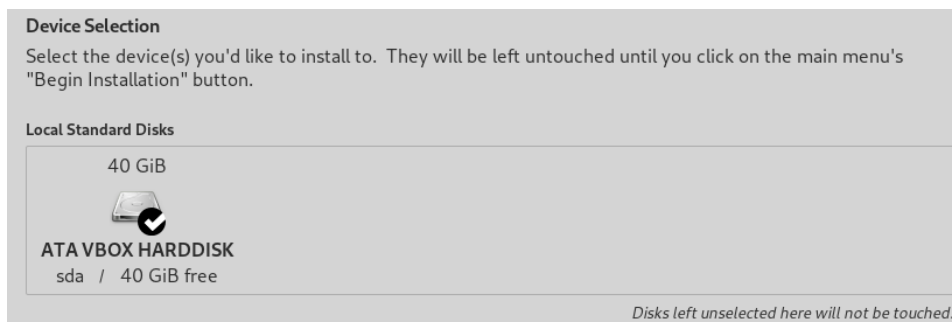 Device Selection
Select the device(s) you'd like to install to.  They will be left untouched until you click on the main menu's
"Begin Installation" button.
Local Standard Disks
40 GiB
ATA VBOX HARDDISK
sda / 40 GiB free
Disks left unselected here will not be touched.